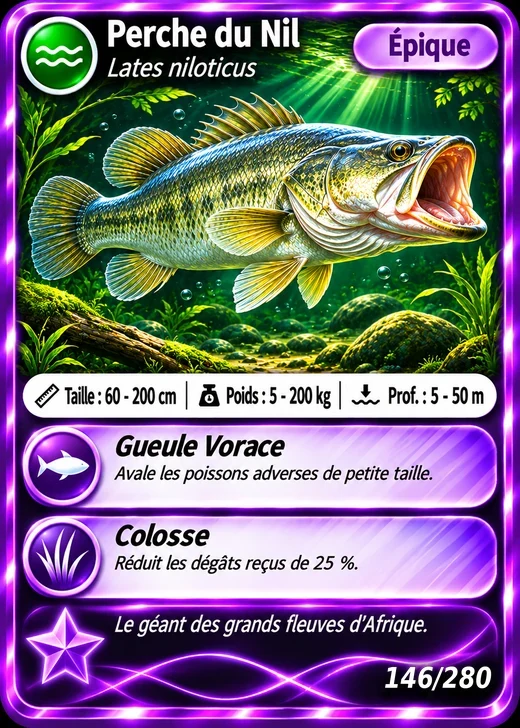 Perche du Nil
Épique
Lates niloticus
Taille : 60 - 200 cm | Poids : 5 - 200 kg | Prof. : 5 - 50 m
Gueule Vorace
Avale les poissons adverses de petite taille.
Colosse
Réduit les dégâts reçus de 25 %.
Le géant des grands fleuves d'Afrique.
146/280